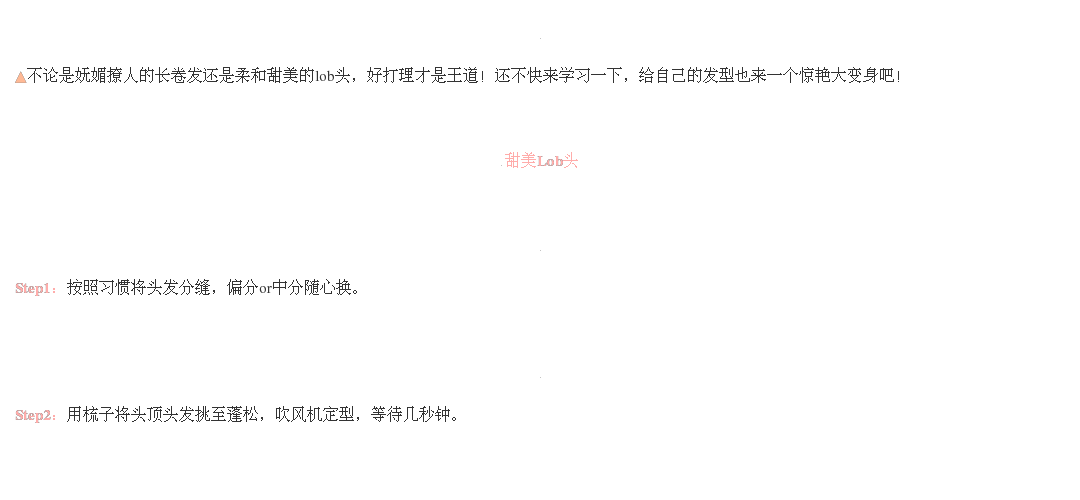 ▲不论是妩媚撩人的长卷发还是柔和甜美的lob头，好打理才是王道！还不快来学习一下，给自己的发型也来一个惊艳大变身吧！
甜美Lob头
Step1：按照习惯将头发分缝，偏分or中分随心换。
Step2：用梳子将头顶头发挑至蓬松，吹风机定型，等待几秒钟。